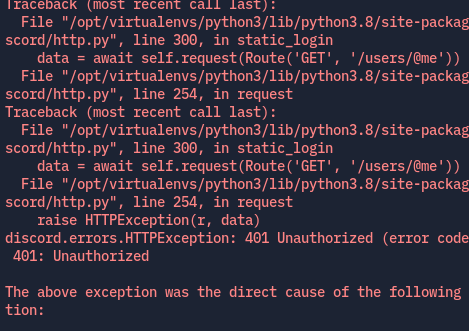 Traceback (most recent call last):
  File "/opt/virtualenvs/python3/lib/python3.8/site-packag
scord/http.py", line 300, in static_login
    data = await self.request(Route('GET', '/users/@me'))
  File "/opt/virtualenvs/python3/lib/python3.8/site-packag
scord/http.py", line 254, in request
Traceback (most recent call last):
  File "/opt/virtualenvs/python3/lib/python3.8/site-packag
scord/http.py", line 300, in static_login
    data = await self.request(Route('GET', '/users/@me'))
  File "/opt/virtualenvs/python3/lib/python3.8/site-packag
scord/http.py", line 254, in request
    raise HTTPException(r, data)
discord.errors.HTTPException: 401 Unauthorized (error code
 401: Unauthorized

The above exception was the direct cause of the following
tion: